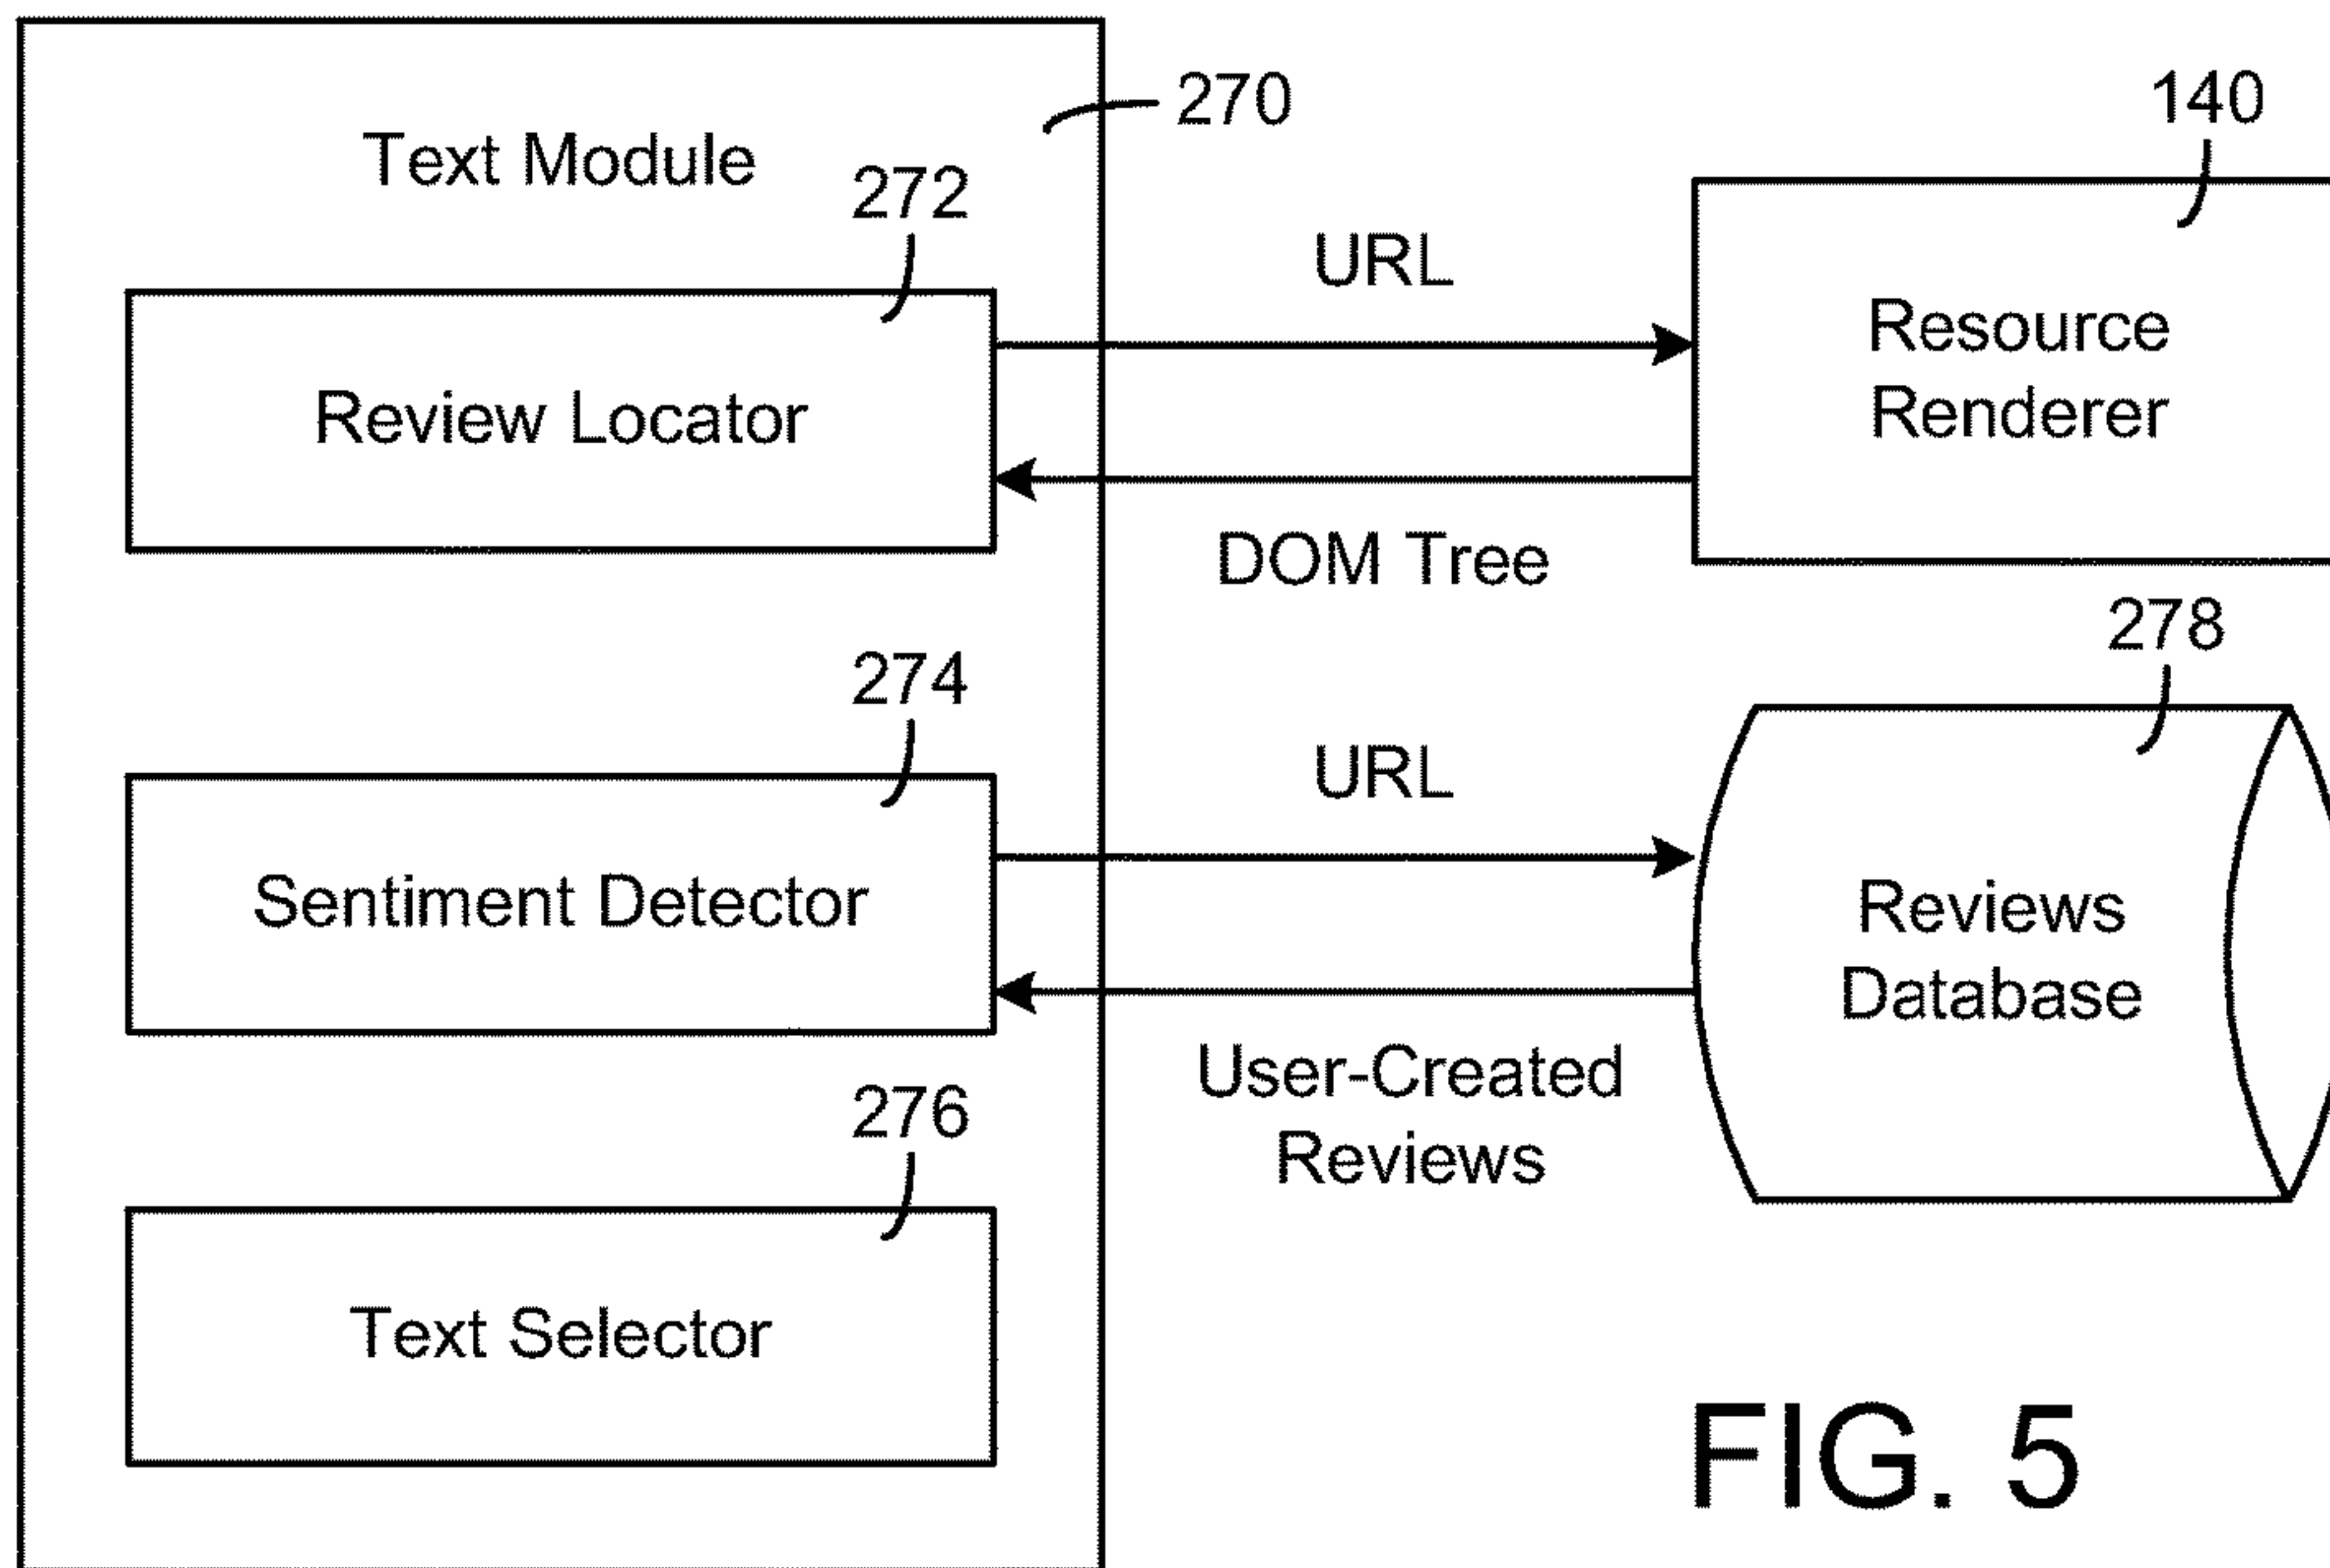 270
Text Module
272
Review Locator
URL
DOM Tree
140
Resource
Renderer
274
Sentiment Detector
URL
User-Created
Reviews
278
Reviews
Database
276
Text Selector
FIG. 5